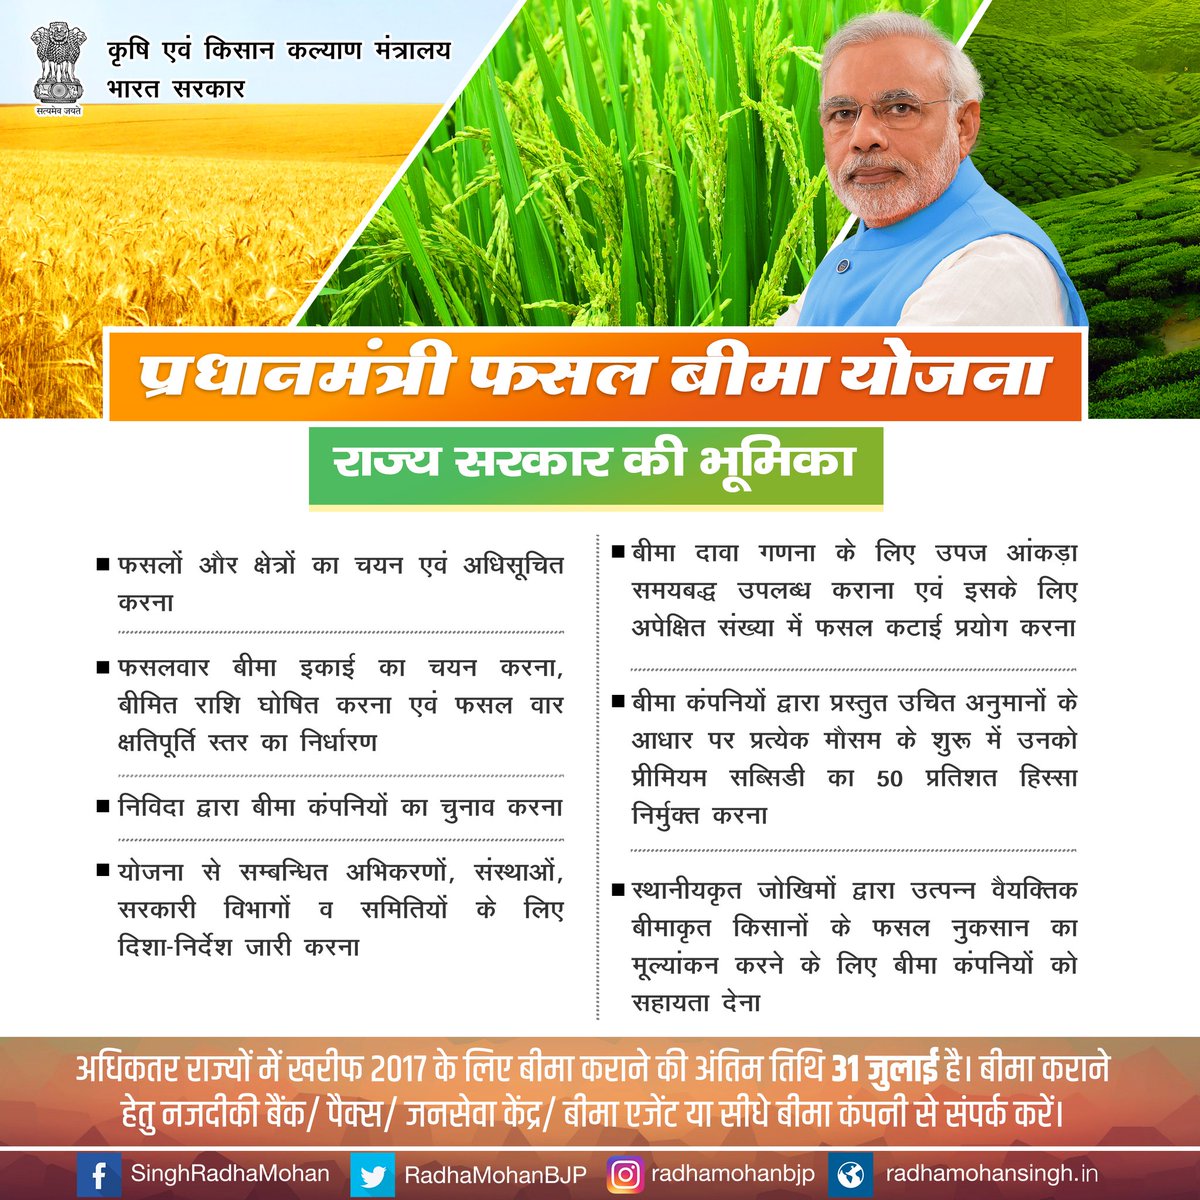 कृषि एवं किसान कल्याण मंत्रालय
भारत सरकार
सत्यमेव जयते
प्रधानमंत्री फसल बीमा योजना
राज्य सरकार की भूमिका
फसलों और क्षेत्रों का चयन एवं अधिसूचित
करना
फसलवार बीमा इकाई का चयन करना,
बीमित राशि घोषित करना एवं फसल वार
क्षतिपूर्ति स्तर का निर्धारण
निविदा द्वारा बीमा कंपनियों का चुनाव करना
योजना से सम्बन्धित अभिकरणों, संस्थाओं,
सरकारी विभागों व समितियों के लिए
दिशा-निर्देश जारी करना
बीमा दावा गणना के लिए उपज आंकड़ा
समयबद्ध उपलब्ध कराना एवं इसके लिए
अपेक्षित संख्या में फसल कटाई प्रयोग करना
बीमा कंपनियों द्वारा प्रस्तुत उचित अनुमानों के
आधार पर प्रत्येक मौसम के शुरू में उनको
प्रीमियम सब्सिडी का 50 प्रतिशत हिस्सा
निर्मुक्त करना
स्थानीयकृत जोखिमों द्वारा उत्पन्न वैयक्तिक
बीमाकृत किसानों के फसल नुकसान का
मूल्यांकन करने के लिए बीमा कंपनियों को
सहायता देना
अधिकतर राज्यों में खरीफ 2017 के लिए बीमा कराने की अंतिम तिथि 31 जुलाई है। बीमा कराने
हेतु नजदीकी बैंक/ पैक्स/ जनसेवा केंद्र/ बीमा एजेंट या सीधे बीमा कंपनी से संपर्क करें।
SinghRadhaMohan RadhaMohanBJP radhamohanbjp radhamohansingh.in